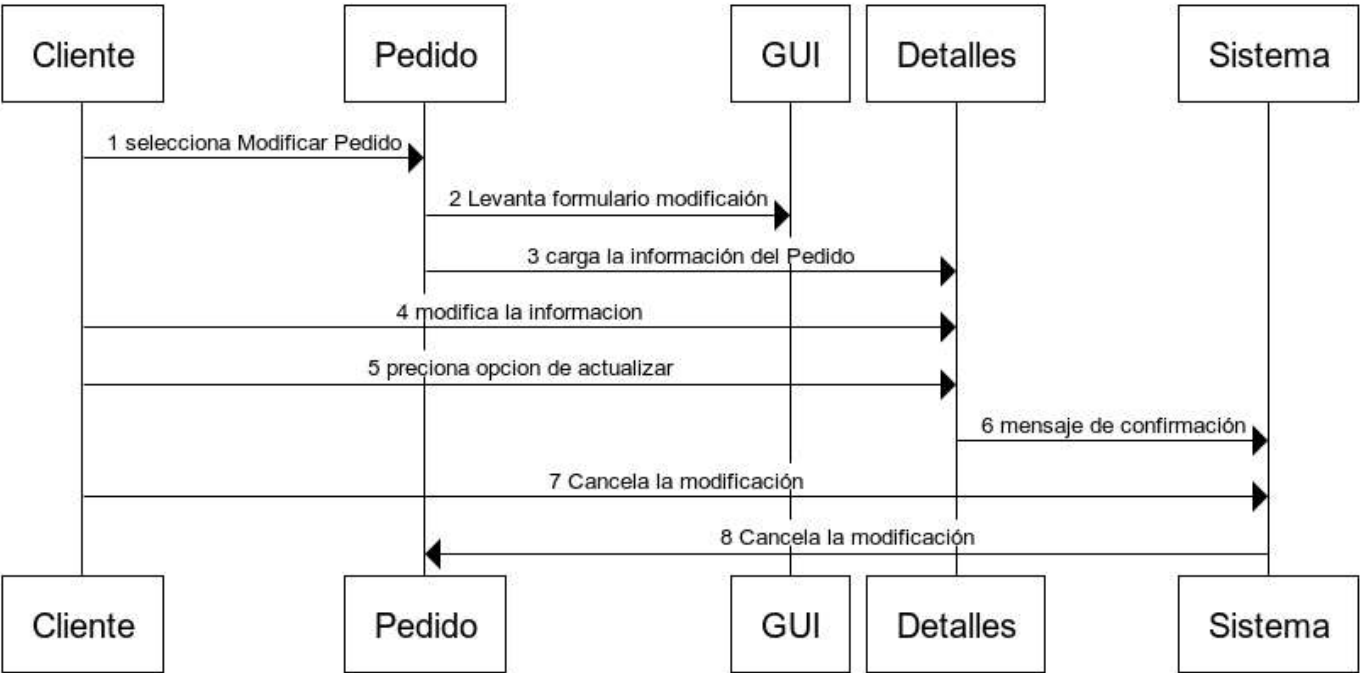 Cliente
Pedido
GUI
Detalles
Sistema
1 selecciona Modificar Pedido
2 Levanta formulario modificaión
3 carga la información del Pedido
4 modifica la informacion
5 preciona opcion de actualizar
6 mensaje de confirmación
7 Cancela la modificación
8 Cancela la modificación
Cliente
Pedido
GUI
Detalles
Sistema